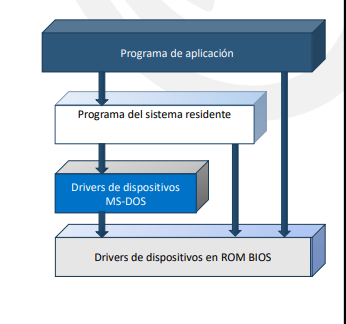 Programa de aplicación
Programa del sistema residente
Drivers de dispositivos
MS-DOS
Drivers de dispositivos en ROM BIOS